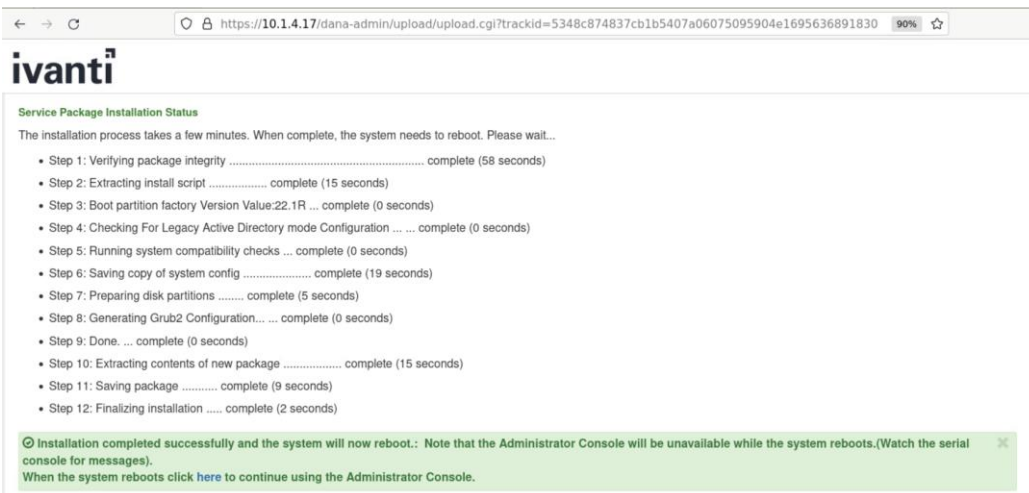 https://10.1.4.17/dana-admin/upload/upload.cgi?trackid=5348c874837cb1b5407a06075095904e1695636891830 90%
ivanti
Service Package Installation Status
The installation process takes a few minutes. When complete, the system needs to reboot. Please wait...
• Step 1: Verifying package integrity ............................................................ complete (58 seconds)
• Step 2: Extracting install script .................. complete (15 seconds)
• Step 3: Boot partition factory Version Value:22.1R ... complete (0 seconds)
• Step 4: Checking For Legacy Active Directory mode Configuration ... ... complete (0 seconds)
• Step 5: Running system compatibility checks ... complete (0 seconds)
• Step 6: Saving copy of system config ..................... complete (19 seconds)
• Step 7: Preparing disk partitions ........ complete (5 seconds)
• Step 8: Generating Grub2 Configuration... ... complete (0 seconds)
• Step 9: Done. ... complete (0 seconds)
• Step 10: Extracting contents of new package .................. complete (15 seconds)
• Step 11: Saving package ........... complete (9 seconds)
• Step 12: Finalizing installation ..... complete (2 seconds)
Installation completed successfully and the system will now reboot.: Note that the Administrator Console will be unavailable while the system reboots.(Watch the serial
console for messages).
When the system reboots click here to continue using the Administrator Console.